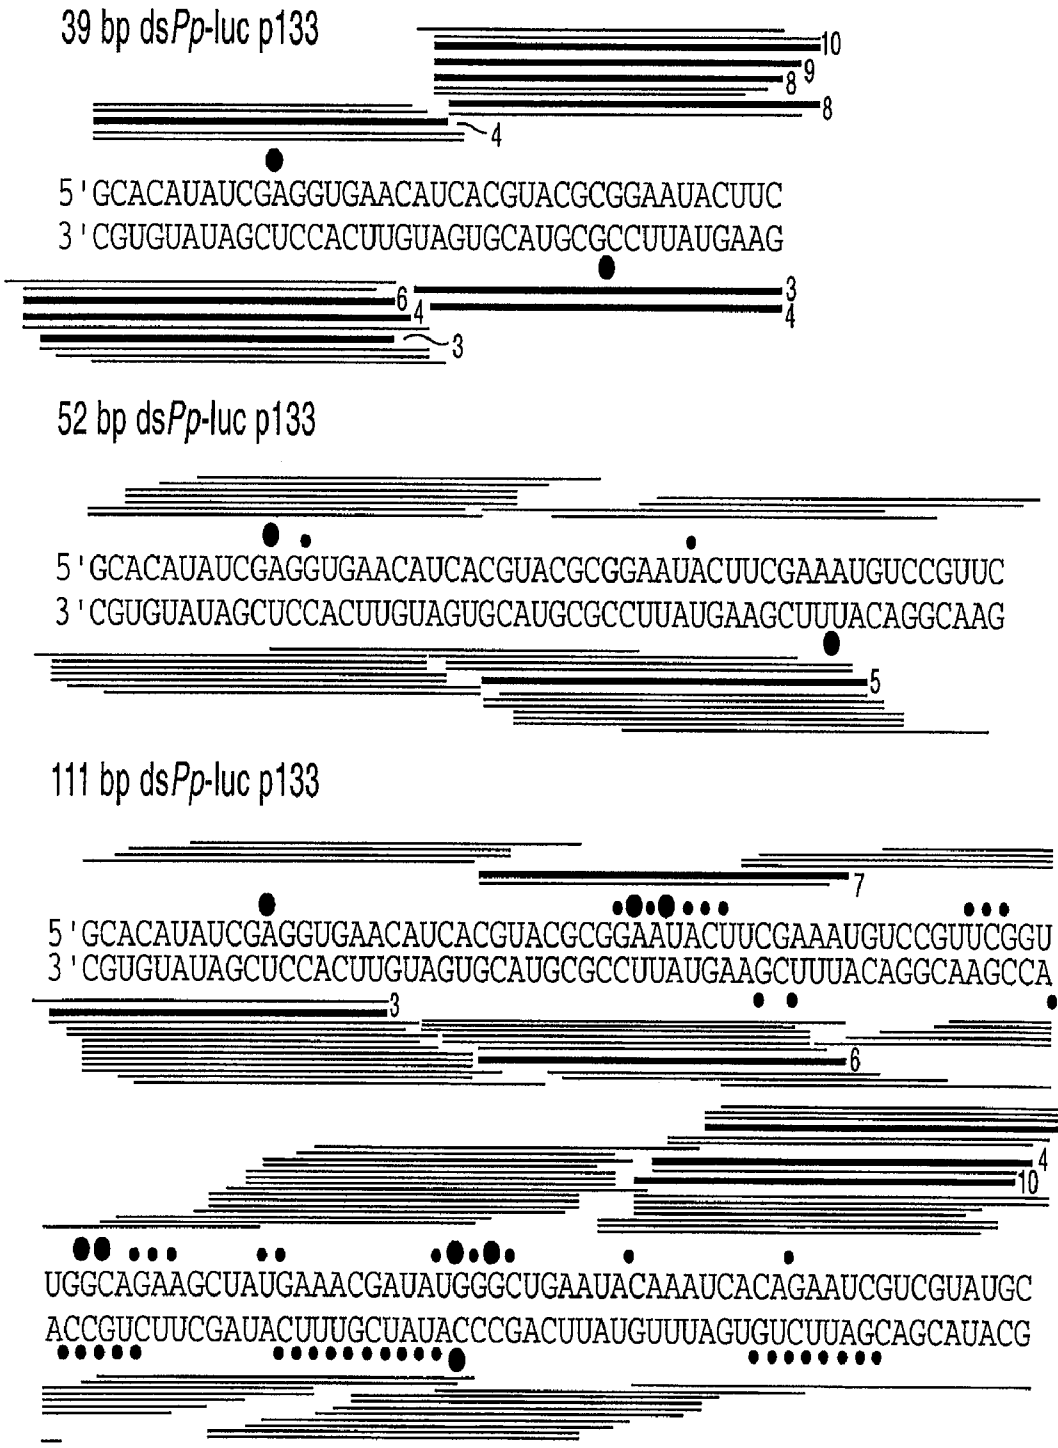 39 bp dsPp-luc p133
10
9
8
8
4
5'GCACAUAUCGAGGUGAACAUCACGUACGCGGAAUACUUC
3'CGUGUAUAGCUCCACUUGUAGUGCAUGCGCCUUAUGAAG
6 3
4 4
3
52 bp dsPp-luc p133
5'GCACAUAUCGAGGUGAACAUCACGUACGCGGAAUACUUCGAAAUGUCCGUUC
3'CGUGUAUAGCUCCACUUGUAGUGCAUGCGCCUUAUGAAGCUUUACAGGCAAG
5
111 bp dsPp-luc p133
7
5'GCACAUAUCGAGGUGAACAUCACGUACGCGGAAUACUUCGAAAUGUCCGUUCGGU
3'CGUGUAUAGCUCCACUUGUAGUGCAUGCGCCUUAUGAAGCUUUACAGGCAAGCCA
3
6
4
10
UGGCAGAAGCUAUGAAACGAUAUGGGCUGAAUACAAAUCACAGAAUCGUCGUAUGC
ACCGUCUUCGAUACUUUGCUAUACCCGACUUAUGUUUAGUGUCUUAGCAGCAUACG